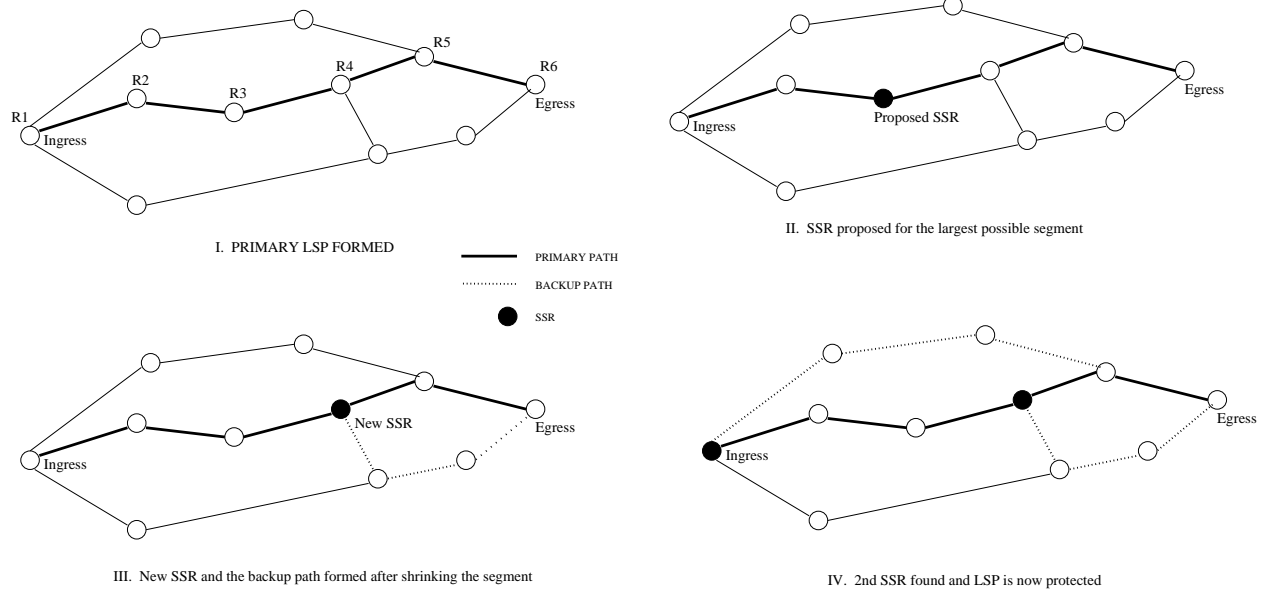 R5
R4
R6
R2
R3
Egress
R1
Ingress
I. PRIMARY LSP FORMED
Egress
Proposed SSR
Ingress
II. SSR proposed for the largest possible segment
PRIMARY PATH
BACKUP PATH
SSR
New SSR
Egress
Ingress
III. New SSR and the backup path formed after shrinking the segment
Egress
Ingress
IV. 2nd SSR found and LSP is now protected